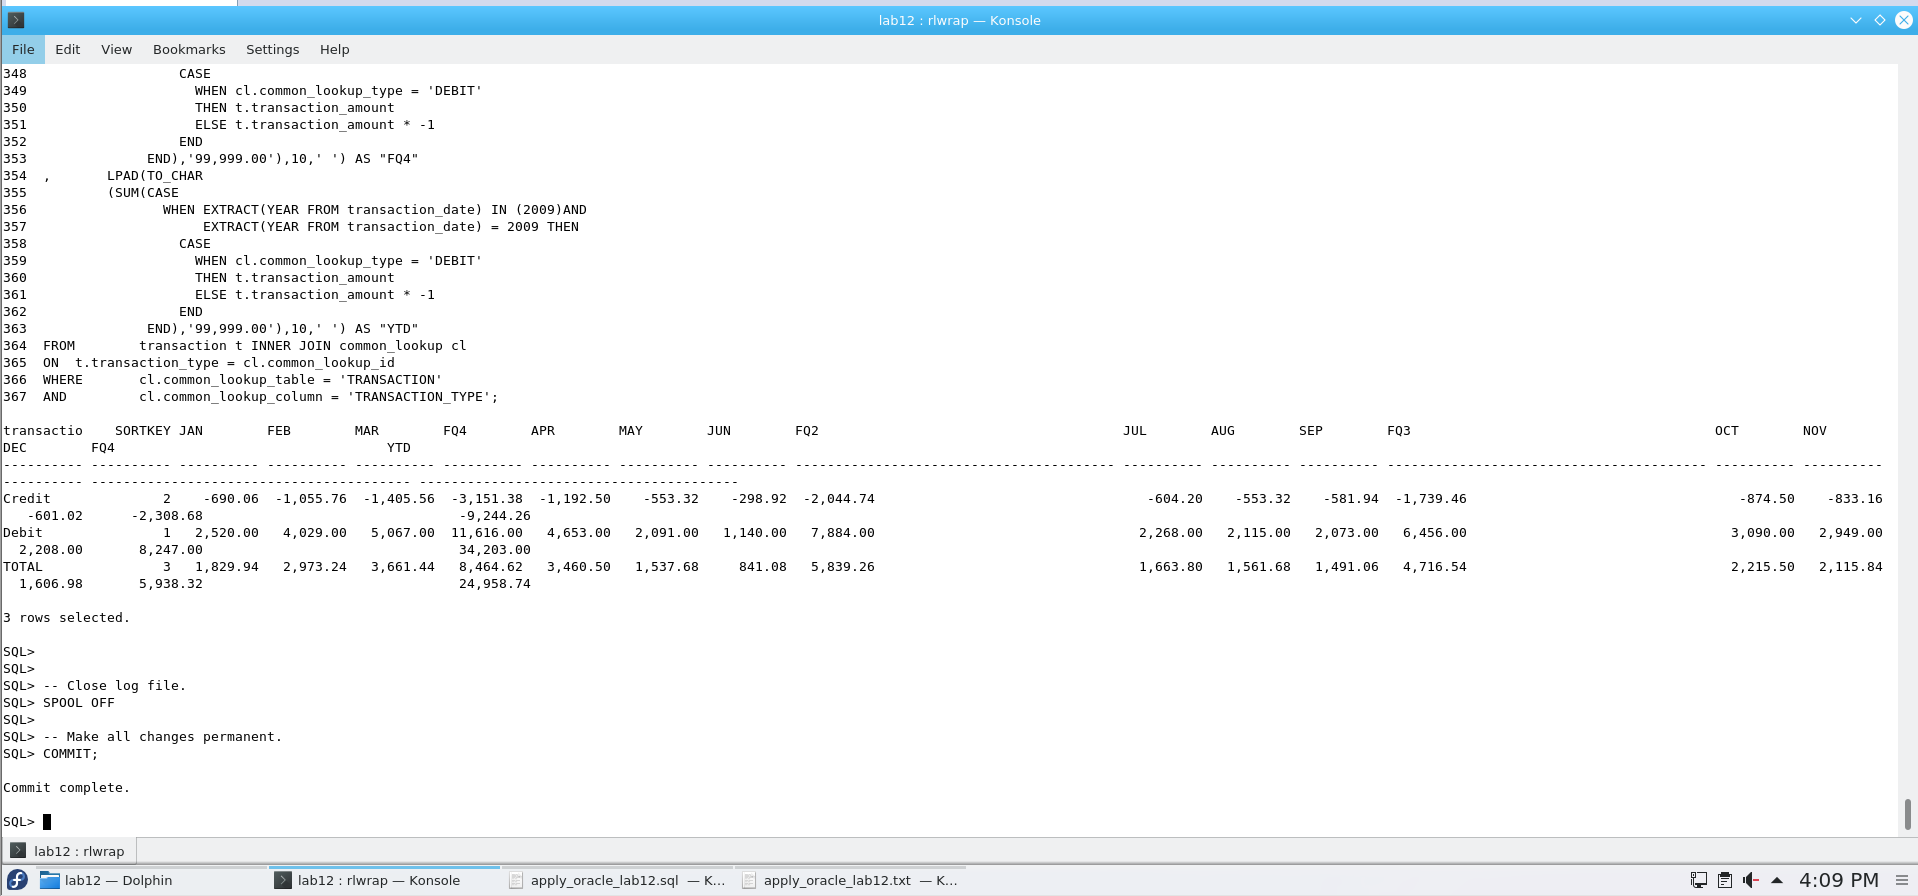 lab12 : rlwrap — Konsole
File Edit View Bookmarks Settings Help
348                   CASE
349                     WHEN cl.common_lookup_type = 'DEBIT'
350                     THEN t.transaction_amount
351                     ELSE t.transaction_amount * -1
352                   END
353               END),'99,999.00'),10,' ') AS "FQ4"
354  ,       LPAD(TO_CHAR
355          (SUM(CASE
356                 WHEN EXTRACT(YEAR FROM transaction_date) IN (2009)AND
357                      EXTRACT(YEAR FROM transaction_date) = 2009 THEN
358                   CASE
359                     WHEN cl.common_lookup_type = 'DEBIT'
360                     THEN t.transaction_amount
361                     ELSE t.transaction_amount * -1
362                   END
363               END),'99,999.00'),10,' ') AS "YTD"
364  FROM        transaction t INNER JOIN common_lookup cl
365  ON  t.transaction_type = cl.common_lookup_id
366  WHERE       cl.common_lookup_table = 'TRANSACTION'
367  AND         cl.common_lookup_column = 'TRANSACTION_TYPE';
transactio    SORTKEY JAN        FEB        MAR        FQ4        APR        MAY        JUN        FQ2                                      JUL        AUG        SEP        FQ3                                      OCT        NOV
DEC        FQ4                                  YTD
---------- ---------- ---------- ---------- ---------- ---------- ---------- ---------- ---------- ---------------------------------------- ---------- ---------- ---------- ---------------------------------------- ---------- ----------
---------- ---------------------------------------- ----------------------------------------
Credit              2    -690.06  -1,055.76  -1,405.56  -3,151.38  -1,192.50    -553.32    -298.92  -2,044.74                                  -604.20    -553.32    -581.94  -1,739.46                                  -874.50    -833.16
   -601.02      -2,308.68                                -9,244.26
Debit               1   2,520.00   4,029.00   5,067.00  11,616.00   4,653.00   2,091.00   1,140.00   7,884.00                                 2,268.00   2,115.00   2,073.00   6,456.00                                 3,090.00   2,949.00
  2,208.00       8,247.00                                34,203.00
TOTAL               3   1,829.94   2,973.24   3,661.44   8,464.62   3,460.50   1,537.68     841.08   5,839.26                                 1,663.80   1,561.68   1,491.06   4,716.54                                 2,215.50   2,115.84
  1,606.98       5,938.32                                24,958.74
3 rows selected.
SQL>
SQL>
SQL> -- Close log file.
SQL> SPOOL OFF
SQL>
SQL> -- Make all changes permanent.
SQL> COMMIT;
Commit complete.
SQL>
lab12 : rlwrap
lab12 — Dolphin lab12 : rlwrap — Konsole apply_oracle_lab12.sql — K... apply_oracle_lab12.txt — K... 4:09 PM